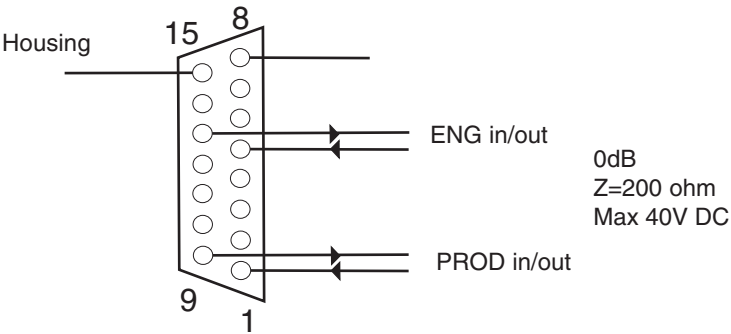 8
15
Housing
ENG in/out
0dB
Z=200 ohm
Max 40V DC
PROD in/out
9
1